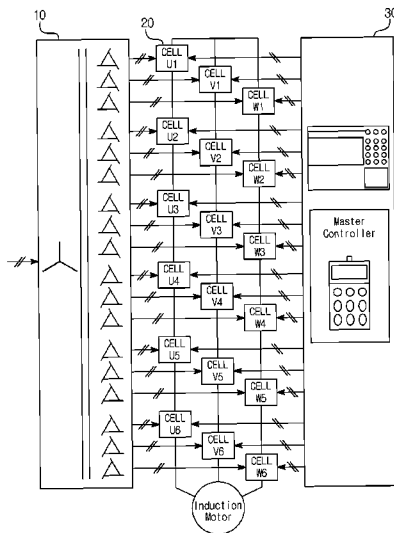 10
20
30
CELL
U1
CELL
V1
CELL
W1
CELL
U2
CELL
V2
CELL
W2
CELL
U3
CELL
V3
CELL
W3
Master
Controller
CELL
U4
CELL
V4
CELL
W4
CELL
U5
CELL
V5
CELL
W5
CELL
U6
CELL
V6
CELL
W6
Induction
Motor